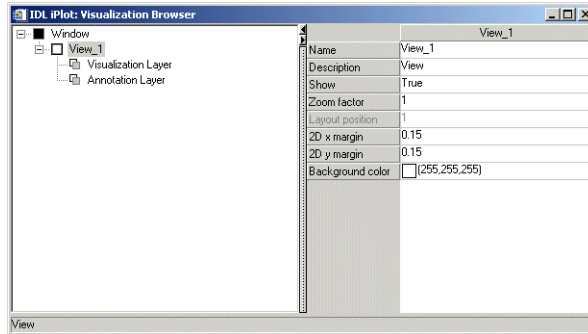 IDL iPlot: Visualization Browser
Window
View_1
Visualization Layer
Annotation Layer
View_1
Name View_1
Description View
Show True
Zoom factor 1
Layout position 1
2D x margin 0.15
2D y margin 0.15
Background color (255,255,255)
View